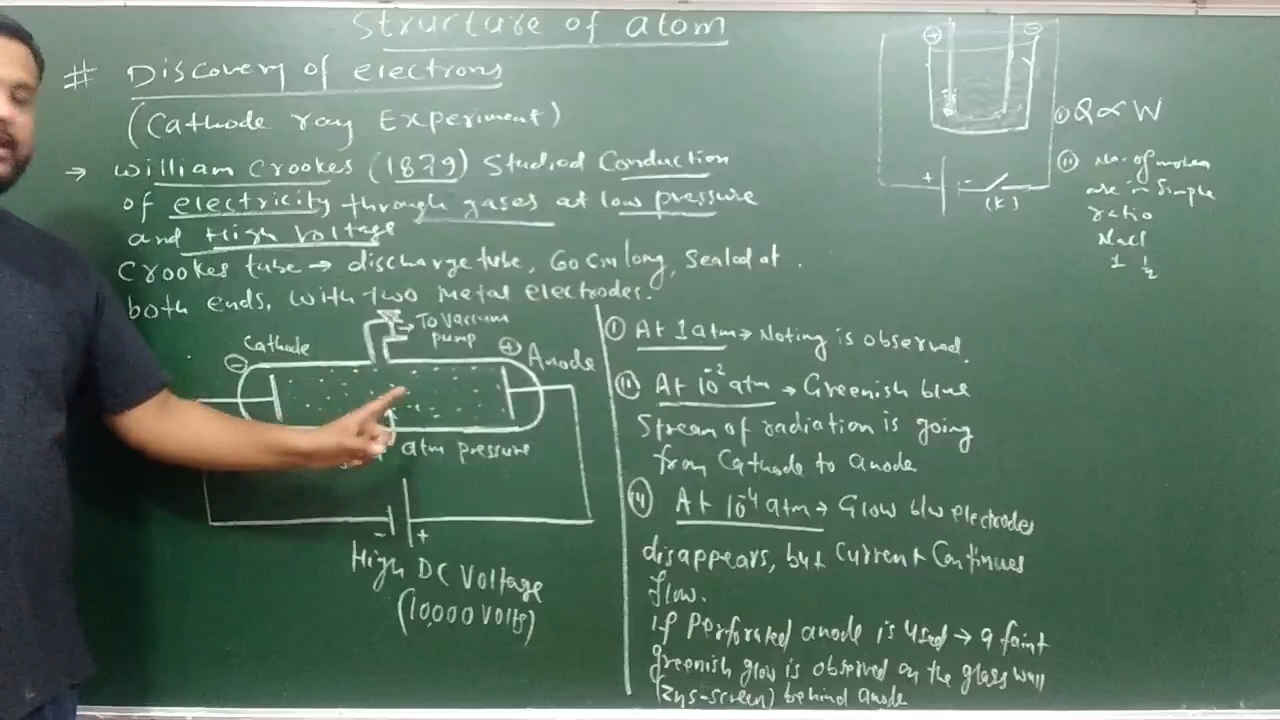 Structure of atom
# Discovery of electrons
(Cathode ray Experiment)
→ William Crookes (1879) Studied Conduction
of electricity through gases at low pressure
and High Voltage
Crookes tube → discharge tube, 60 cm long, Sealed at
both ends, with two metal electrodes.
Cathode
→ To Vacuum
pump
Anode
- +
atm pressure
- +
High DC Voltage
(10,000 Volts)
(i) At 1 atm → Noting is observed.
(ii) At 10⁻² atm → Greenish blue
Stream of radiation is going
from Cathode to anode
At 10⁻⁴ atm → Glow b/w electrodes
disappears, but Current Continues
flow.
if perforated anode is used → a faint
greenish glow is observed on the glass wall
(ZnS-screen) behind anode
+ -
+ -
(K)
(i) Q ∝ W
(ii) No. of moles
are in Simple
ratio
NaCl
1 1/2